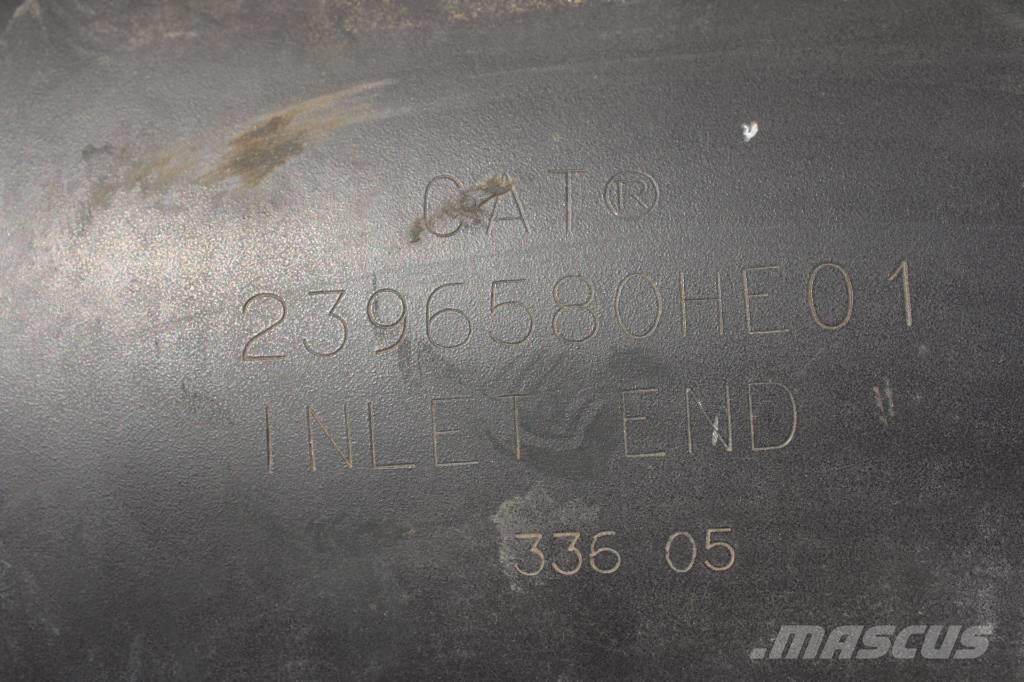 CAT®
2396580HE01
INLET END
336 05
MASCUS